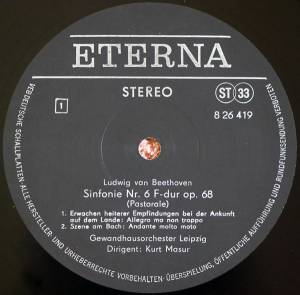 ETERNA
STEREO
ST 33
1
8 26 419
Ludwig van Beethoven
Sinfonie Nr. 6 F-dur op. 68
(Pastorale)
1. Erwachen heiterer Empfindungen bei der Ankunft
auf dem Lande: Allegro ma non troppo
2. Szene am Bach: Andante molto moto
Gewandhausorchester Leipzig
Dirigent: Kurt Masur
VEB DEUTSCHE SCHALLPLATTEN · ALLE HERSTELLER- UND URHEBERRECHTE VORBEHALTEN · ÜBERSPIELUNG, ÖFFENTLICHE AUFFÜHRUNG UND RUNDFUNKSENDUNG VERBOTEN